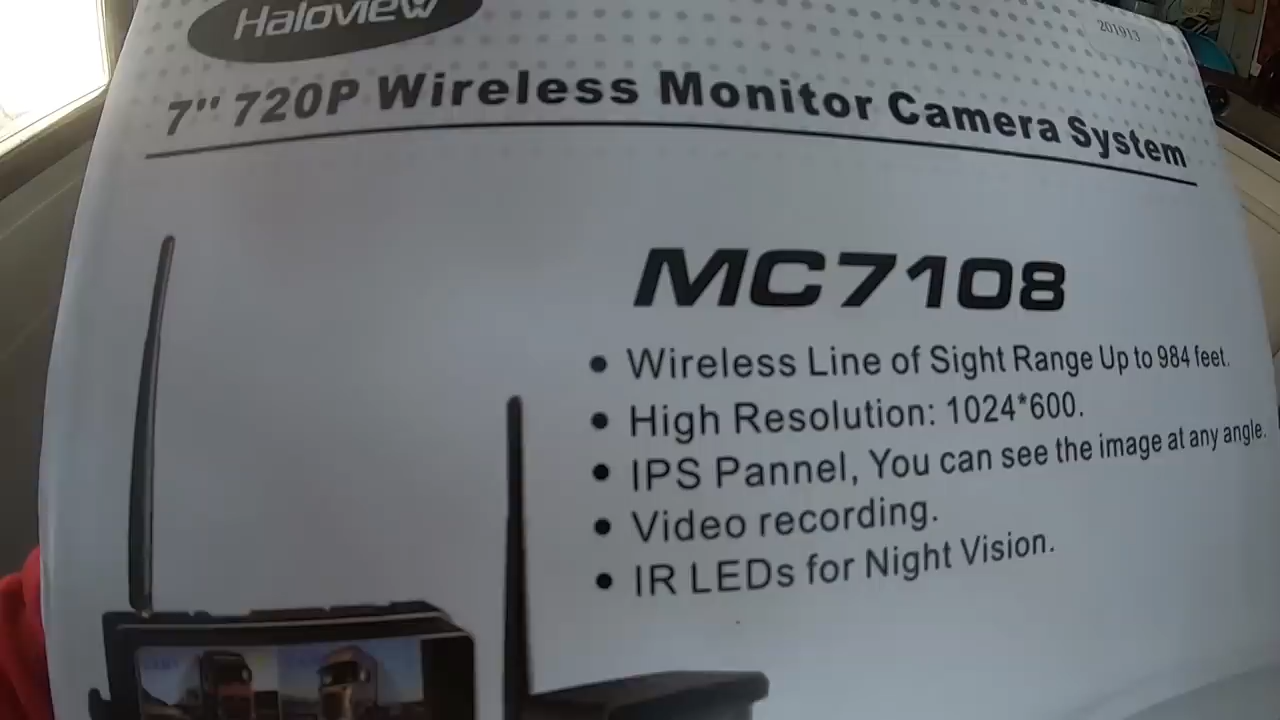 Haloview
201913
7" 720P Wireless Monitor Camera System
MC7108
• Wireless Line of Sight Range Up to 984 feet.
• High Resolution: 1024*600.
• IPS Pannel, You can see the image at any angle.
• Video recording.
• IR LEDs for Night Vision.